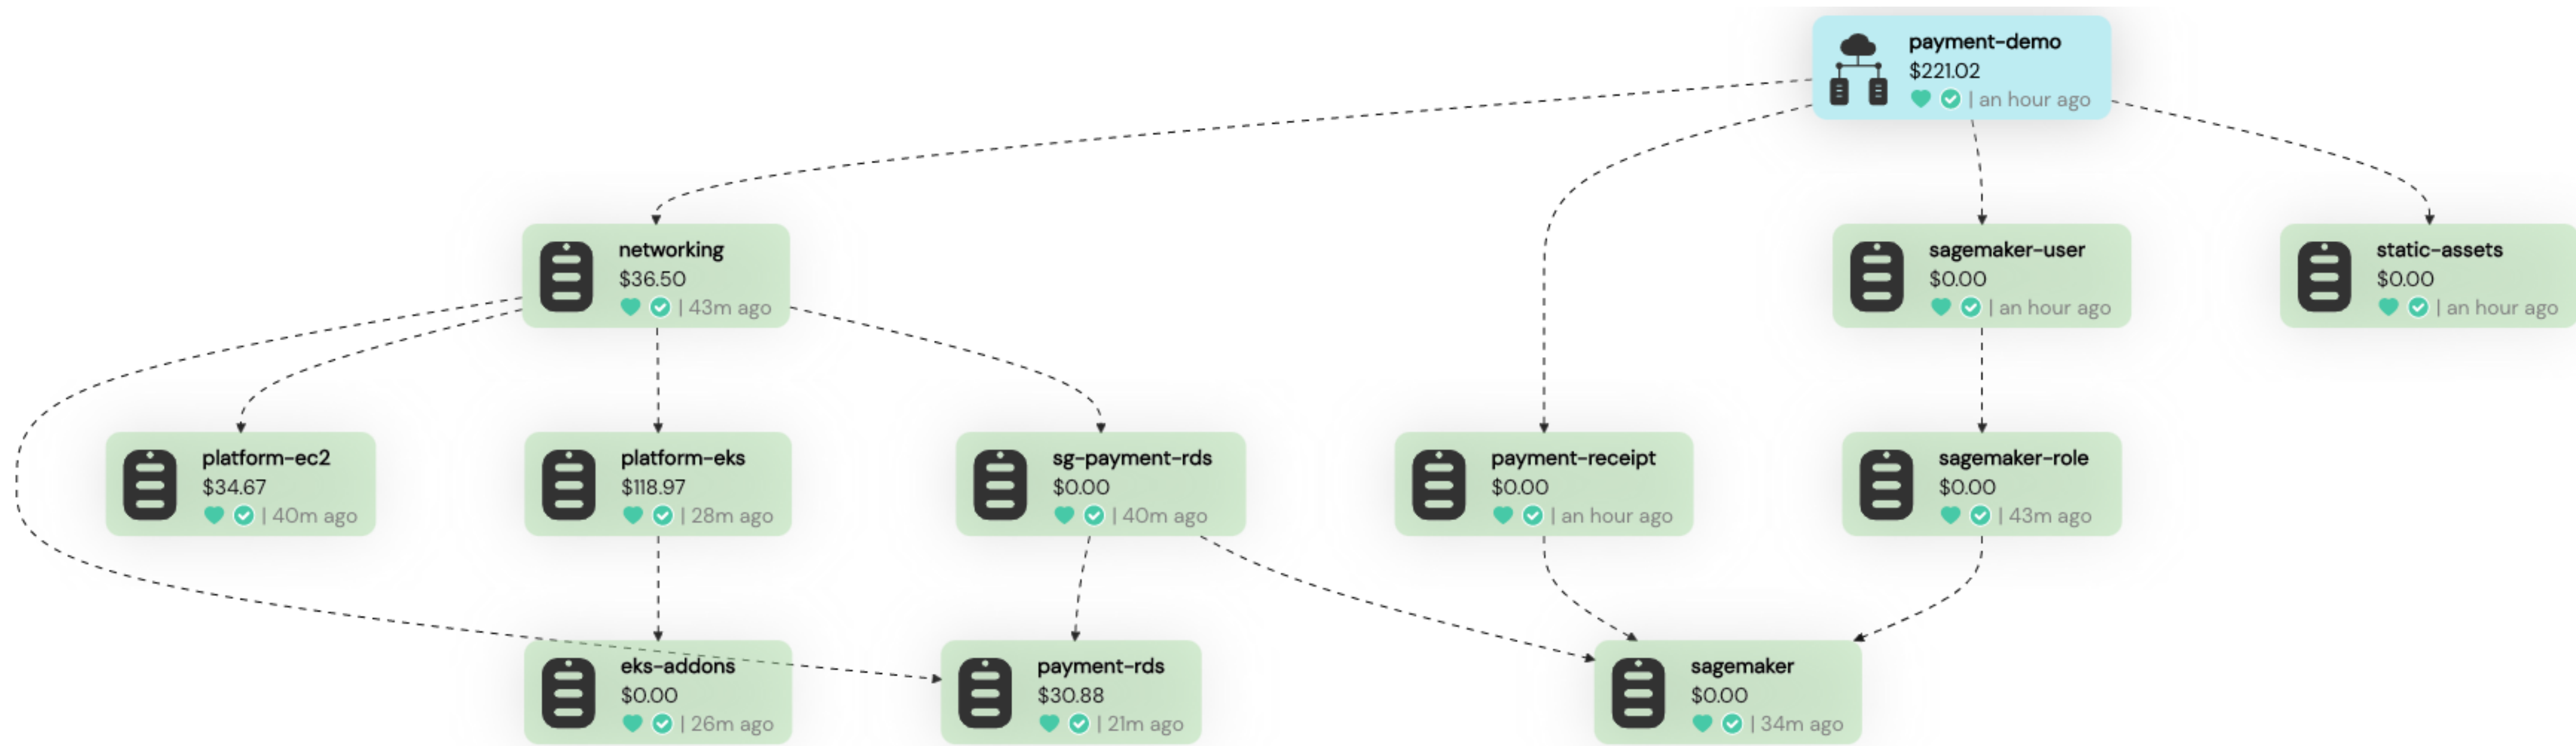 payment-demo
$221.02
| an hour ago
networking
$36.50
| 43m ago
sagemaker-user
$0.00
| an hour ago
static-assets
$0.00
| an hour ago
platform-ec2
$34.67
| 40m ago
platform-eks
$118.97
| 28m ago
sg-payment-rds
$0.00
| 40m ago
payment-receipt
$0.00
| an hour ago
sagemaker-role
$0.00
| 43m ago
eks-addons
$0.00
| 26m ago
payment-rds
$30.88
| 21m ago
sagemaker
$0.00
| 34m ago